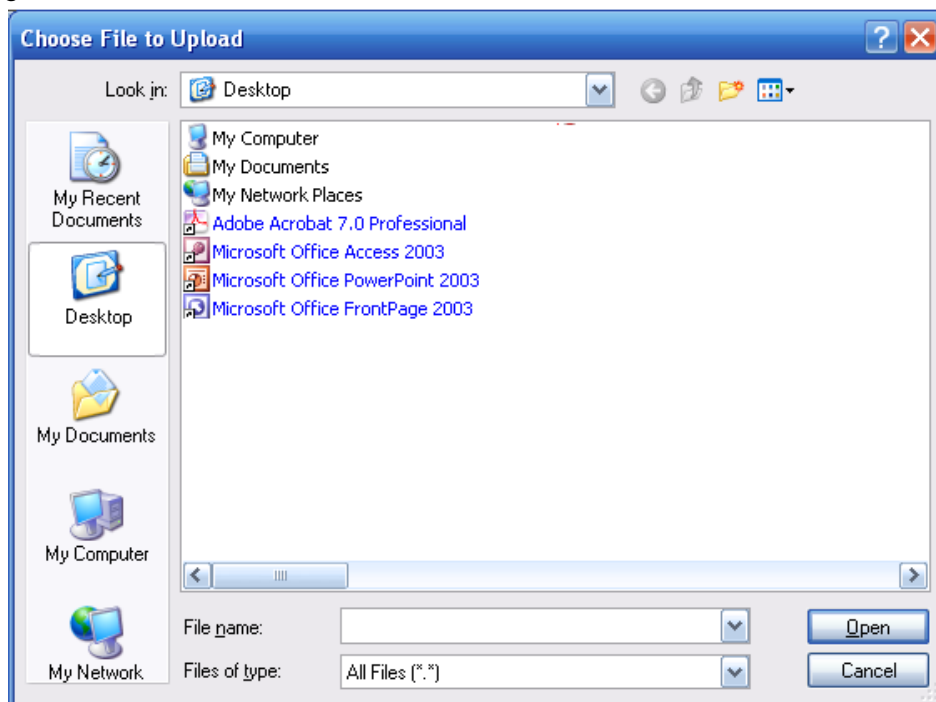 Choose File to Upload
Look in:
Desktop
My Recent
Documents
Desktop
My Documents
My Computer
My Network
My Computer
My Documents
My Network Places
Adobe Acrobat 7.0 Professional
Microsoft Office Access 2003
Microsoft Office PowerPoint 2003
Microsoft Office FrontPage 2003
File name:
Open
Files of type:
All Files (*.*)
Cancel